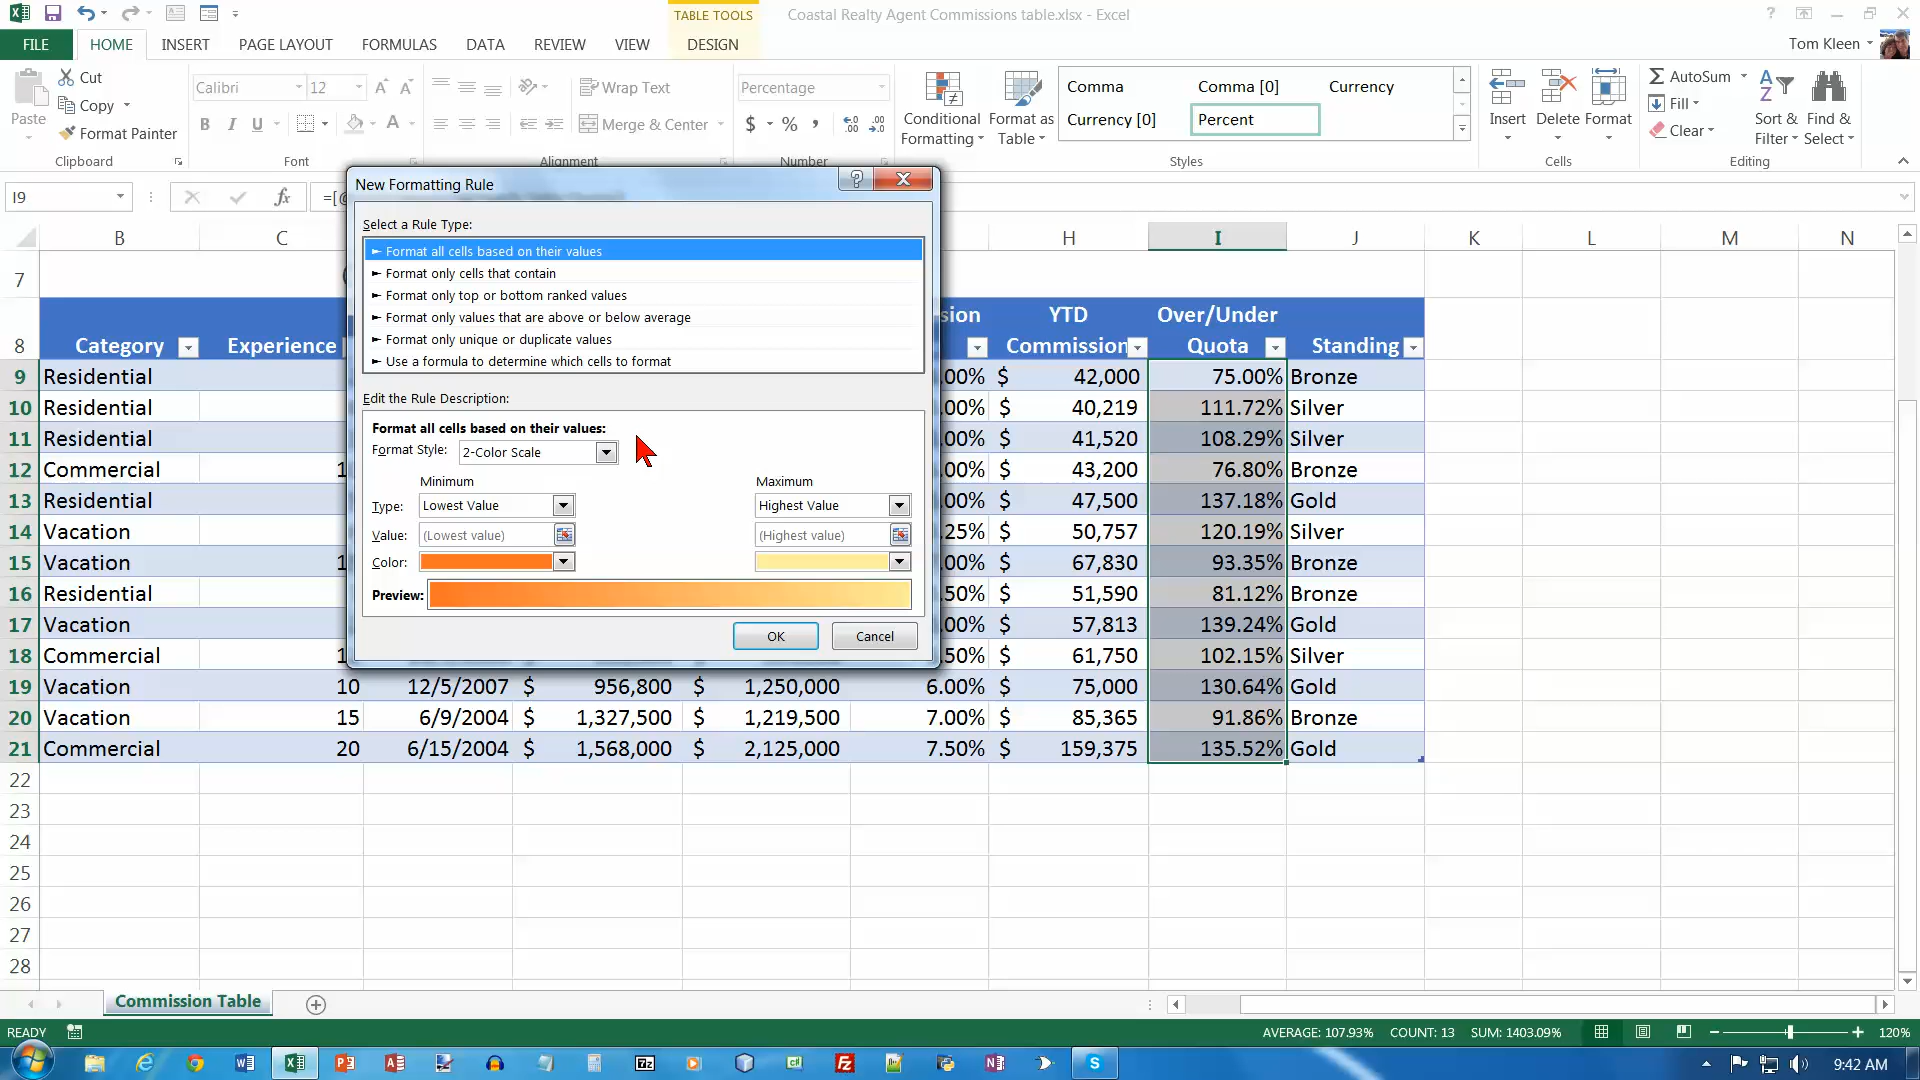 TABLE TOOLS
Coastal Realty Agent Commissions table.xlsx - Excel
FILE HOME INSERT PAGE LAYOUT FORMULAS DATA REVIEW VIEW DESIGN
Tom Kleen
Paste
Cut
Copy
Format Painter
Clipboard
Calibri 12
B I U
Font
Wrap Text
Merge & Center
Alignment
Percentage
$ % ,
Number
Conditional Formatting
Format as Table
Comma Comma [0] Currency
Currency [0] Percent
Styles
Insert Delete Format
Cells
AutoSum
Fill
Clear
Sort & Filter
Find & Select
Editing
I9
fx
=[@
B C H I J K L M N
7
8 Category Experience sion YTD Commission Over/Under Quota Standing
9 Residential .00% $ 42,000 75.00% Bronze
10 Residential .00% $ 40,219 111.72% Silver
11 Residential .00% $ 41,520 108.29% Silver
12 Commercial 1 .00% $ 43,200 76.80% Bronze
13 Residential .00% $ 47,500 137.18% Gold
14 Vacation .25% $ 50,757 120.19% Silver
15 Vacation 1 .00% $ 67,830 93.35% Bronze
16 Residential .50% $ 51,590 81.12% Bronze
17 Vacation .00% $ 57,813 139.24% Gold
18 Commercial 1 .50% $ 61,750 102.15% Silver
19 Vacation 10 12/5/2007 $ 956,800 $ 1,250,000 6.00% $ 75,000 130.64% Gold
20 Vacation 15 6/9/2004 $ 1,327,500 $ 1,219,500 7.00% $ 85,365 91.86% Bronze
21 Commercial 20 6/15/2004 $ 1,568,000 $ 2,125,000 7.50% $ 159,375 135.52% Gold
22
23
24
25
26
27
28
New Formatting Rule
Select a Rule Type:
► Format all cells based on their values
► Format only cells that contain
► Format only top or bottom ranked values
► Format only values that are above or below average
► Format only unique or duplicate values
► Use a formula to determine which cells to format
Edit the Rule Description:
Format all cells based on their values:
Format Style: 2-Color Scale
Minimum Maximum
Type: Lowest Value Highest Value
Value: (Lowest value) (Highest value)
Color:
Preview:
OK Cancel
Commission Table
READY
AVERAGE: 107.93% COUNT: 13 SUM: 1403.09%
120%
9:42 AM